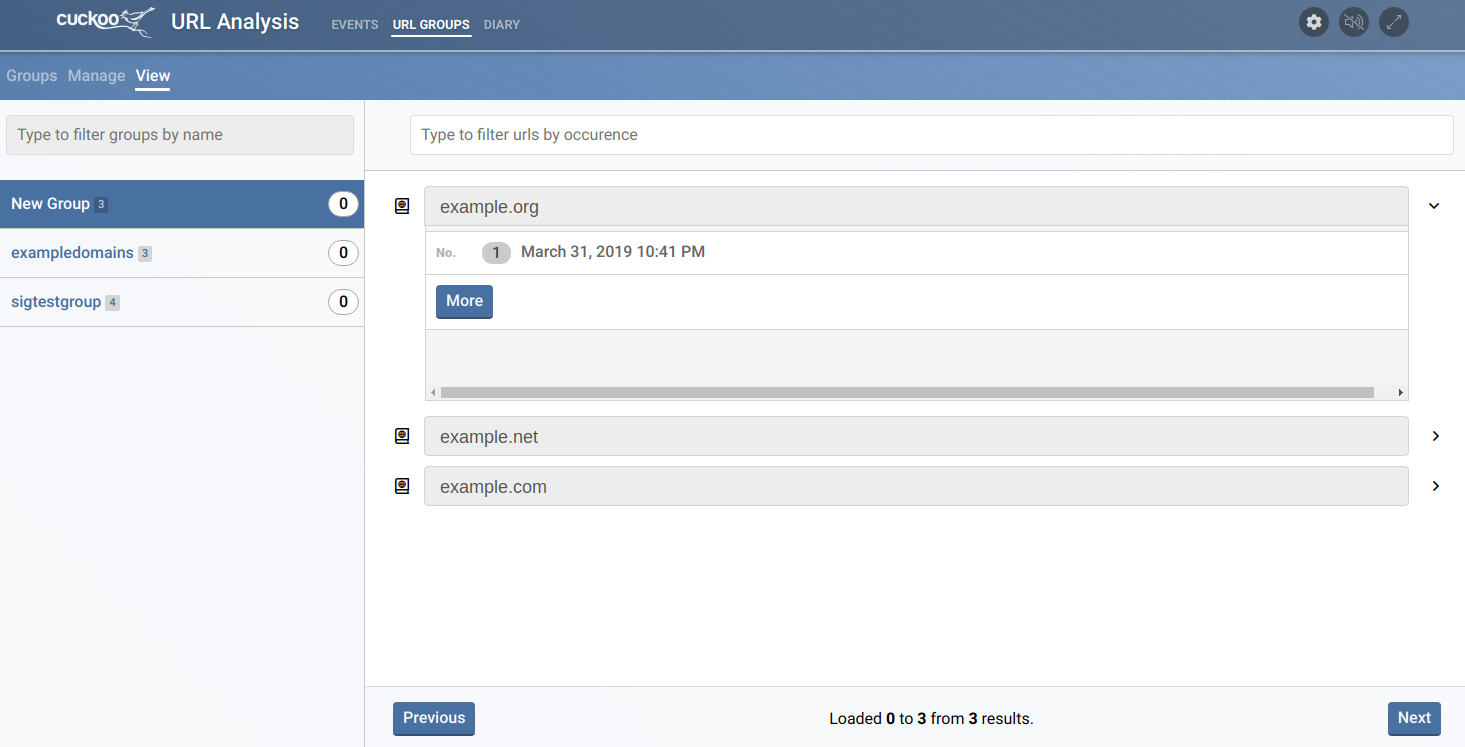 cuckoo URL Analysis EVENTS URL GROUPS DIARY
Groups Manage View
Type to filter groups by name
Type to filter urls by occurence
New Group 3 0
exampledomains 3 0
sigtestgroup 4 0
example.org
No. 1 March 31, 2019 10:41 PM
More
example.net
example.com
Previous Loaded 0 to 3 from 3 results. Next